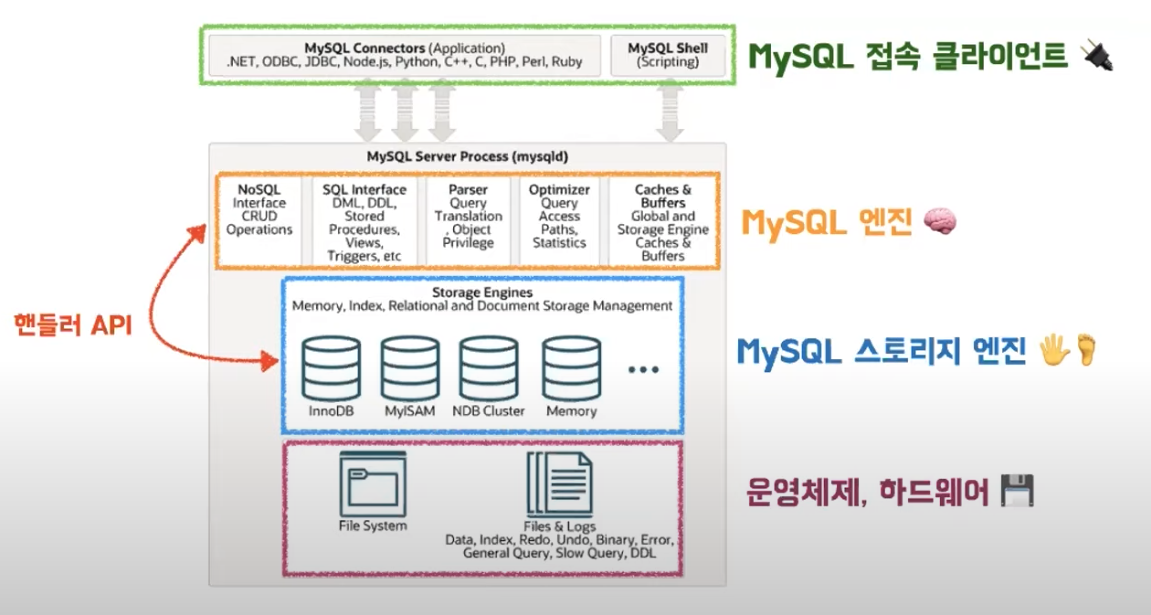 MySQL Connectors (Application)
.NET, ODBC, JDBC, Node.js, Python, C++, C, PHP, Perl, Ruby
MySQL Shell
(Scripting)
MySQL 접속 클라이언트
MySQL Server Process (mysqld)
NoSQL
Interface
CRUD
Operations
SQL Interface
DML, DDL,
Stored
Procedures,
Views,
Triggers, etc
Parser
Query
Translation
, Object
Privilege
Optimizer
Query
Access
Paths,
Statistics
Caches &
Buffers
Global and
Storage Engine
Caches &
Buffers
MySQL 엔진
핸들러 API
Storage Engines
Memory, Index, Relational and Document Storage Management
InnoDB
MyISAM
NDB Cluster
Memory
MySQL 스토리지 엔진
File System
Files & Logs
Data, Index, Redo, Undo, Binary, Error,
General Query, Slow Query, DDL
운영체제, 하드웨어